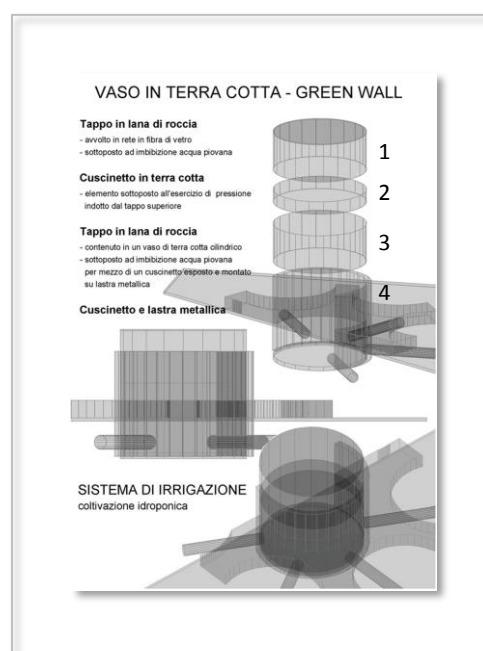 VASO IN TERRA COTTA - GREEN WALL
Tappo in lana di roccia
- avvolto in rete in fibra di vetro
- sottoposto ad imbibizione acqua piovana
Cuscinetto in terra cotta
- elemento sottoposto all'esercizio di pressione
indotto dal tappo superiore
Tappo in lana di roccia
- contenuto in un vaso di terra cotta cilindrico
- sottoposto ad imbibizione acqua piovana
per mezzo di un cuscinetto esposto e montato
su lastra metallica
Cuscinetto e lastra metallica
1
2
3
4
SISTEMA DI IRRIGAZIONE
coltivazione idroponica